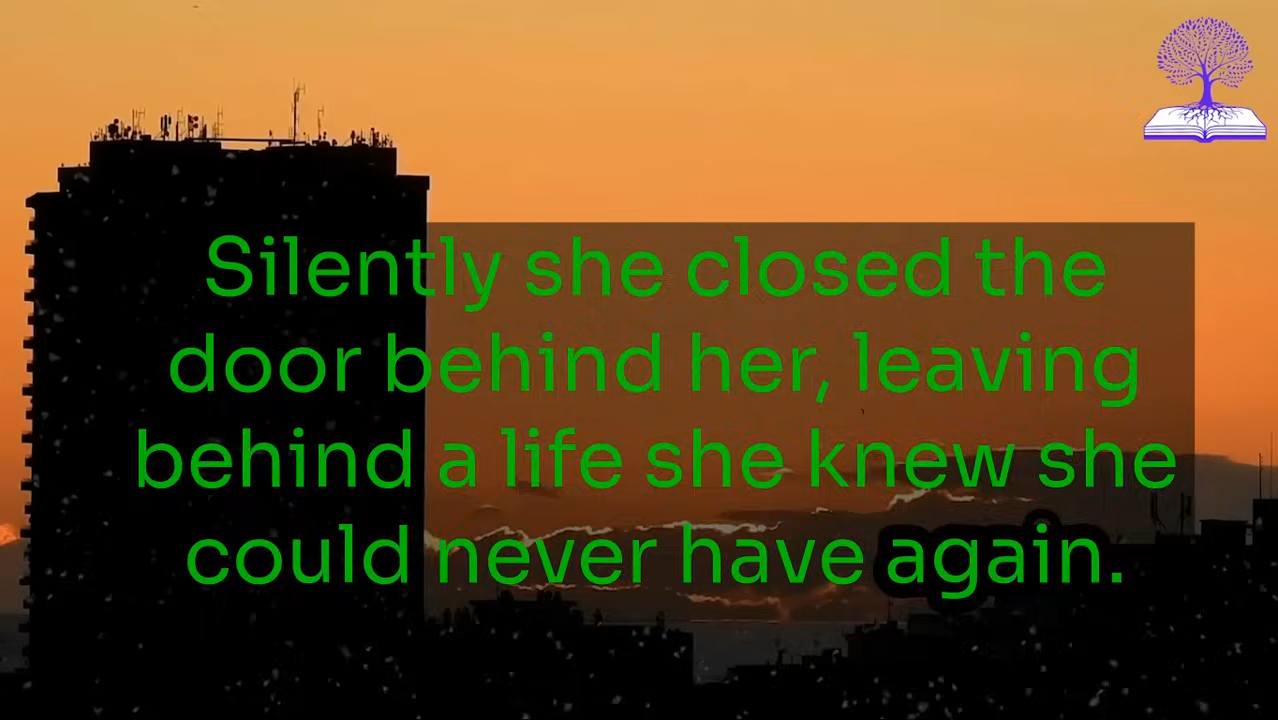 Silently she closed the
door behind her, leaving
behind a life she knew she
could never have again.